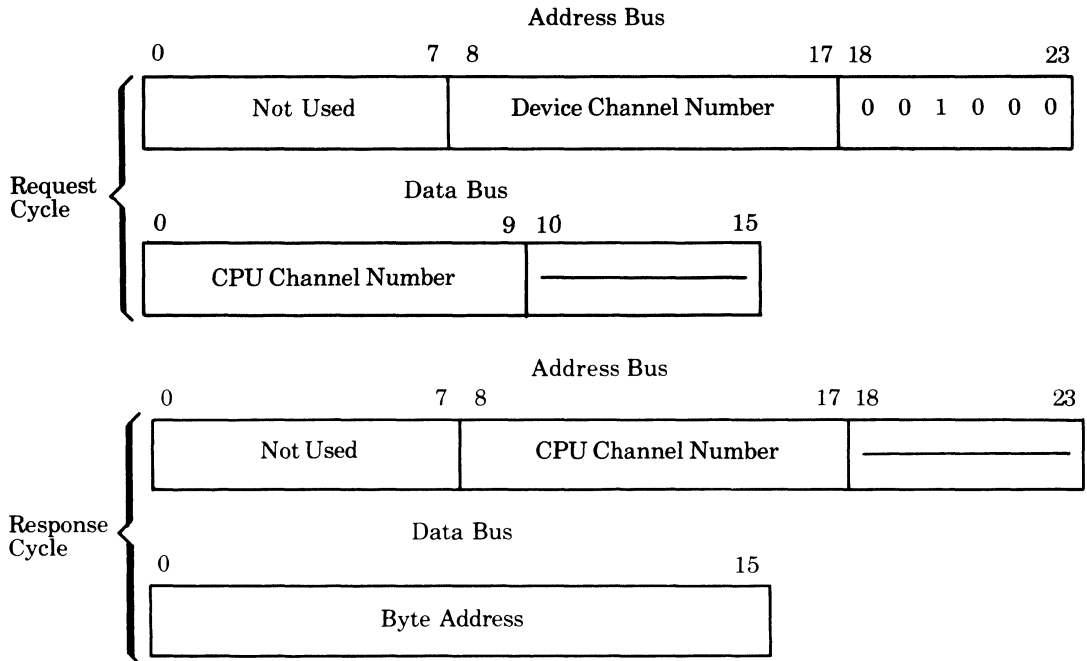 Address Bus
0 7 8 17 18 23
Not Used Device Channel Number 0 0 1 0 0 0
Request
Cycle
Data Bus
0 9 10 15
CPU Channel Number
Address Bus
0 7 8 17 18 23
Not Used CPU Channel Number
Response
Cycle
Data Bus
0 15
Byte Address